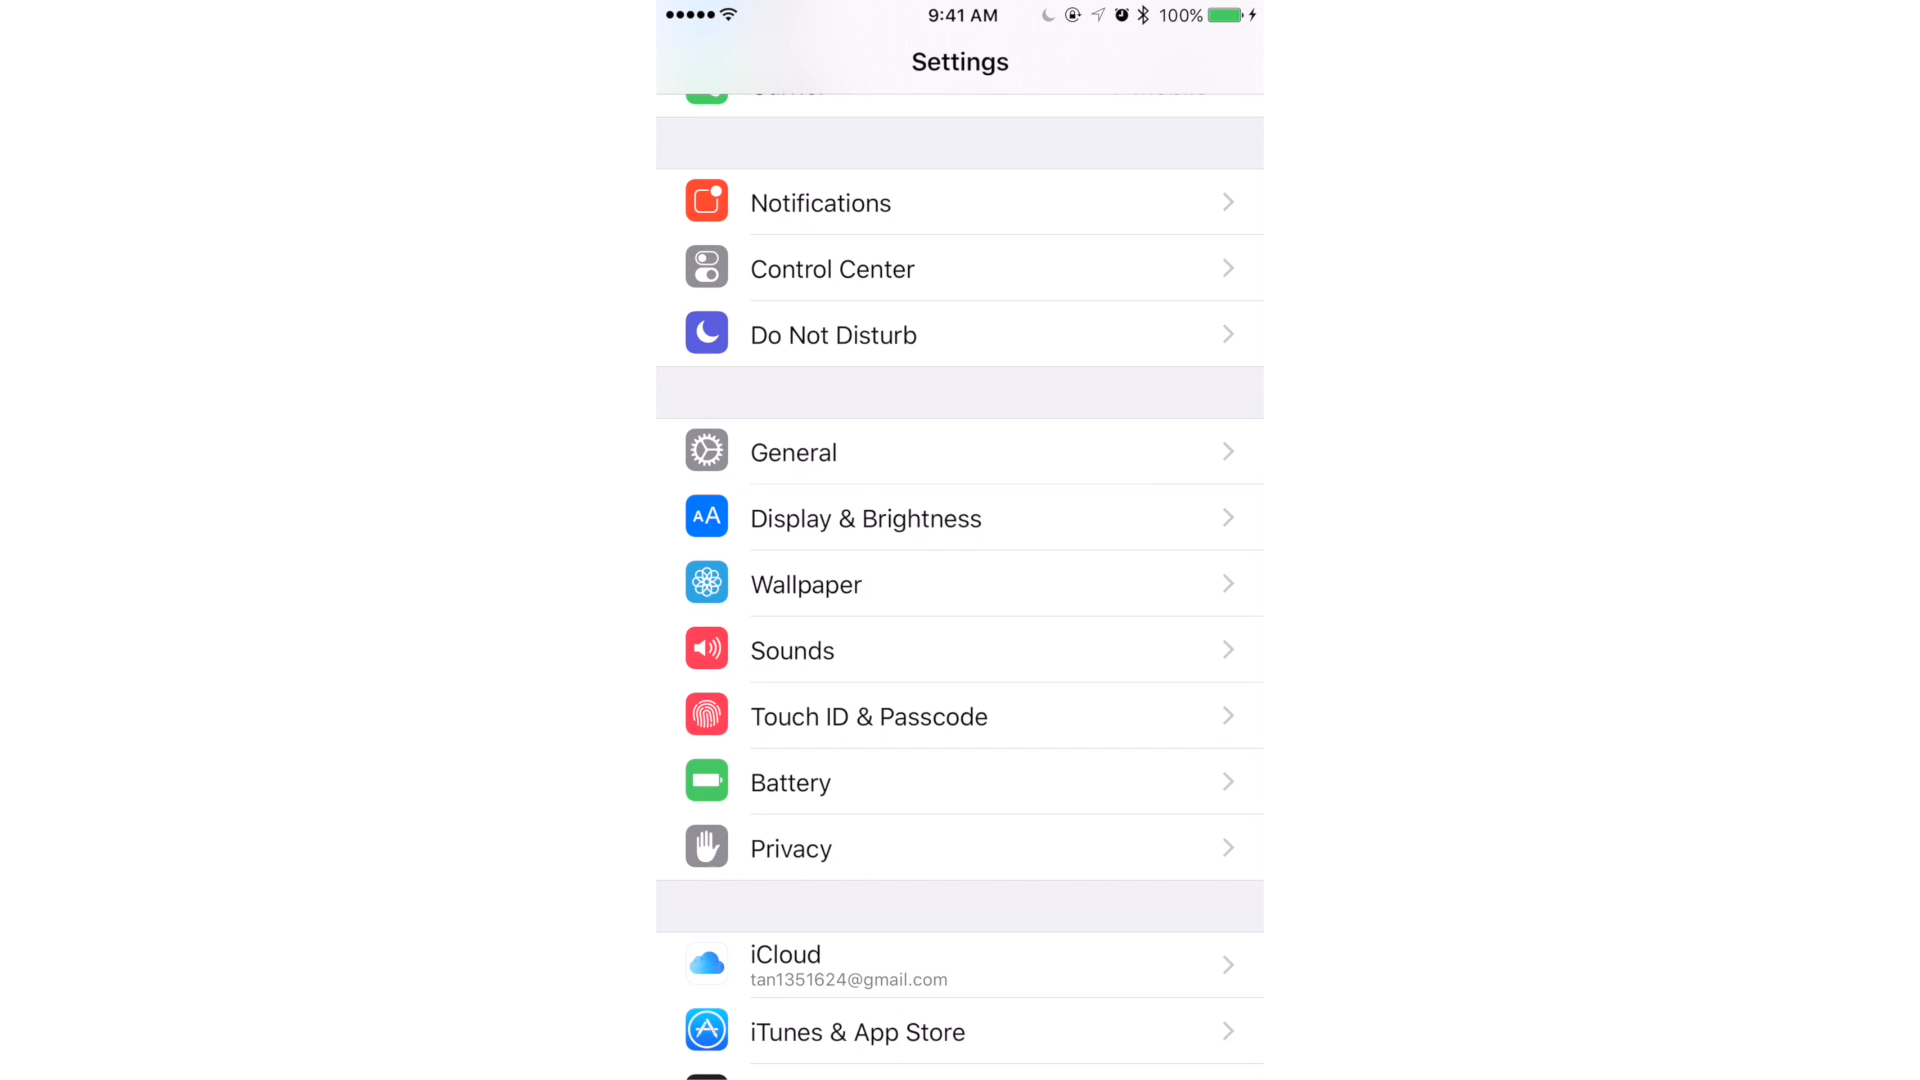 9:41 AM
100%
Settings
Notifications
Control Center
Do Not Disturb
General
AA
Display & Brightness
Wallpaper
Sounds
Touch ID & Passcode
Battery
Privacy
iCloud
tan1351624@gmail.com
iTunes & App Store